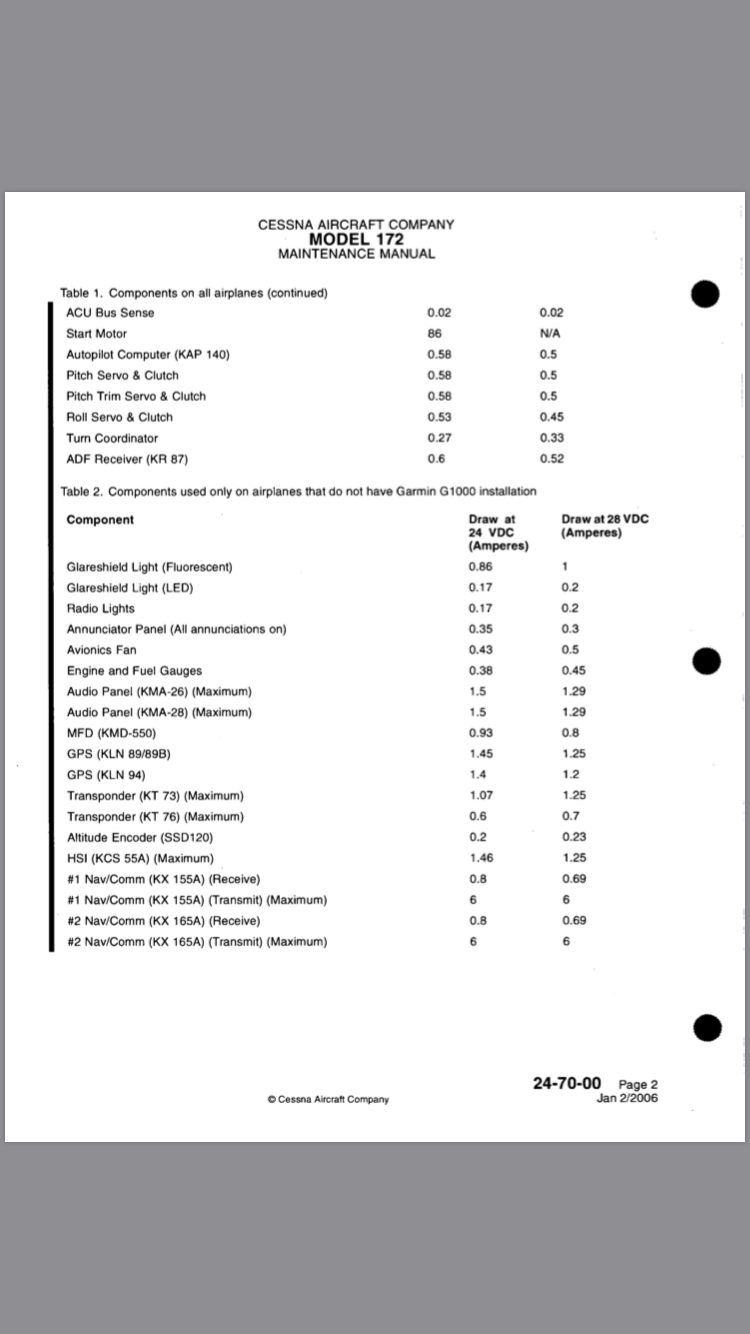 CESSNA AIRCRAFT COMPANY
MODEL 172
MAINTENANCE MANUAL
Table 1. Components on all airplanes (continued)
ACU Bus Sense 0.02 0.02
Start Motor 86 N/A
Autopilot Computer (KAP 140) 0.58 0.5
Pitch Servo & Clutch 0.58 0.5
Pitch Trim Servo & Clutch 0.58 0.5
Roll Servo & Clutch 0.53 0.45
Turn Coordinator 0.27 0.33
ADF Receiver (KR 87) 0.6 0.52
Table 2. Components used only on airplanes that do not have Garmin G1000 installation
Component Draw at 24 VDC (Amperes) Draw at 28 VDC (Amperes)
Glareshield Light (Fluorescent) 0.86 1
Glareshield Light (LED) 0.17 0.2
Radio Lights 0.17 0.2
Annunciator Panel (All annunciations on) 0.35 0.3
Avionics Fan 0.43 0.5
Engine and Fuel Gauges 0.38 0.45
Audio Panel (KMA-26) (Maximum) 1.5 1.29
Audio Panel (KMA-28) (Maximum) 1.5 1.29
MFD (KMD-550) 0.93 0.8
GPS (KLN 89/89B) 1.45 1.25
GPS (KLN 94) 1.4 1.2
Transponder (KT 73) (Maximum) 1.07 1.25
Transponder (KT 76) (Maximum) 0.6 0.7
Altitude Encoder (SSD120) 0.2 0.23
HSI (KCS 55A) (Maximum) 1.46 1.25
#1 Nav/Comm (KX 155A) (Receive) 0.8 0.69
#1 Nav/Comm (KX 155A) (Transmit) (Maximum) 6 6
#2 Nav/Comm (KX 165A) (Receive) 0.8 0.69
#2 Nav/Comm (KX 165A) (Transmit) (Maximum) 6 6
24-70-00 Page 2
© Cessna Aircraft Company Jan 2/2006